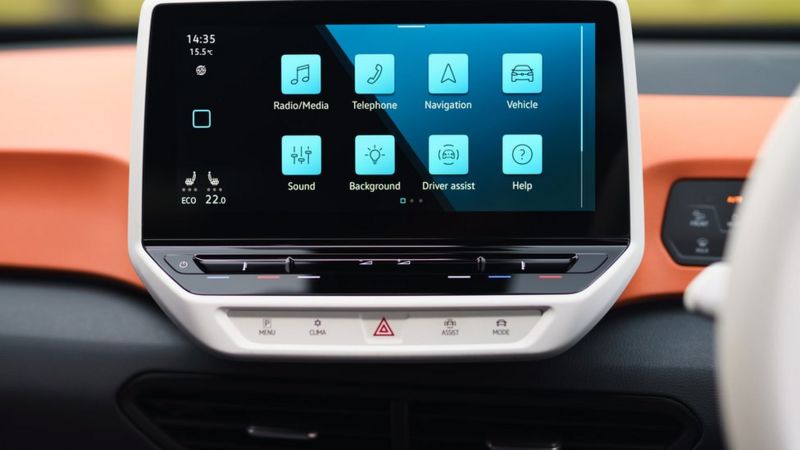 14:35
15.5°C
Radio/Media Telephone Navigation Vehicle
Sound Background Driver assist Help
ECO 22.0
P
MENU CLIMA ASSIST MODE
FRONT